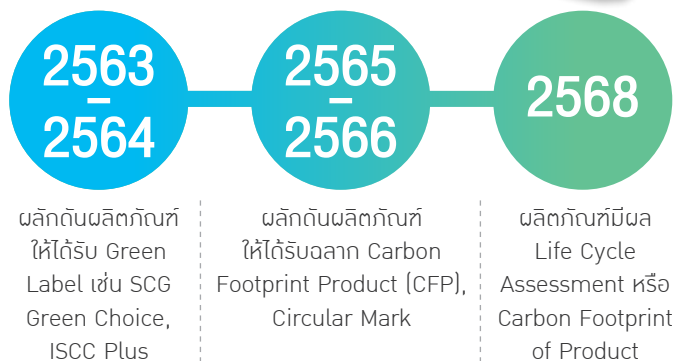 2563
–
2564
ผลักดันผลิตภัณฑ์
ให้ได้รับ Green
Label เช่น SCG
Green Choice,
ISCC Plus
2565
–
2566
ผลักดันผลิตภัณฑ์
ให้ได้รับฉลาก Carbon
Footprint Product (CFP),
Circular Mark
2568
ผลิตภัณฑ์มีผล
Life Cycle
Assessment หรือ
Carbon Footprint
of Product